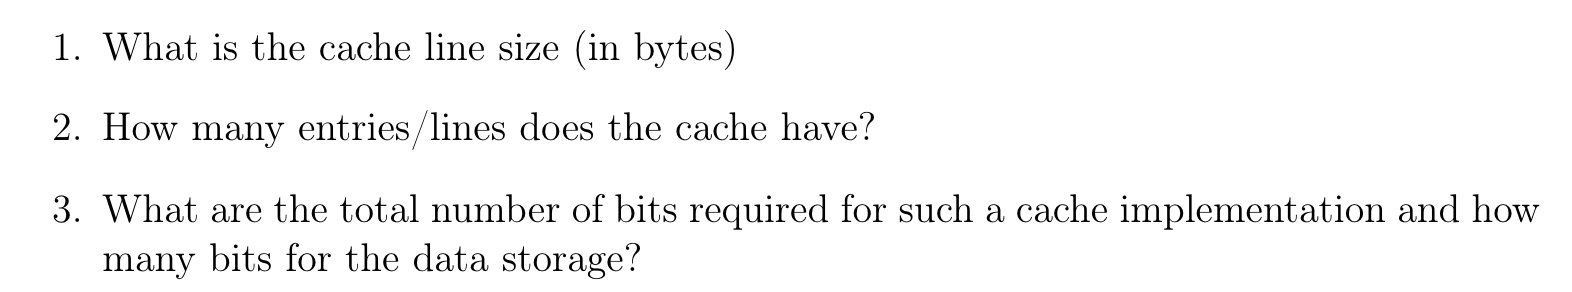 1. What is the cache line size (in bytes)
2. How many entries/lines does the cache have?
3. What are the total number of bits required for such a cache implementation and how
many bits for the data storage?